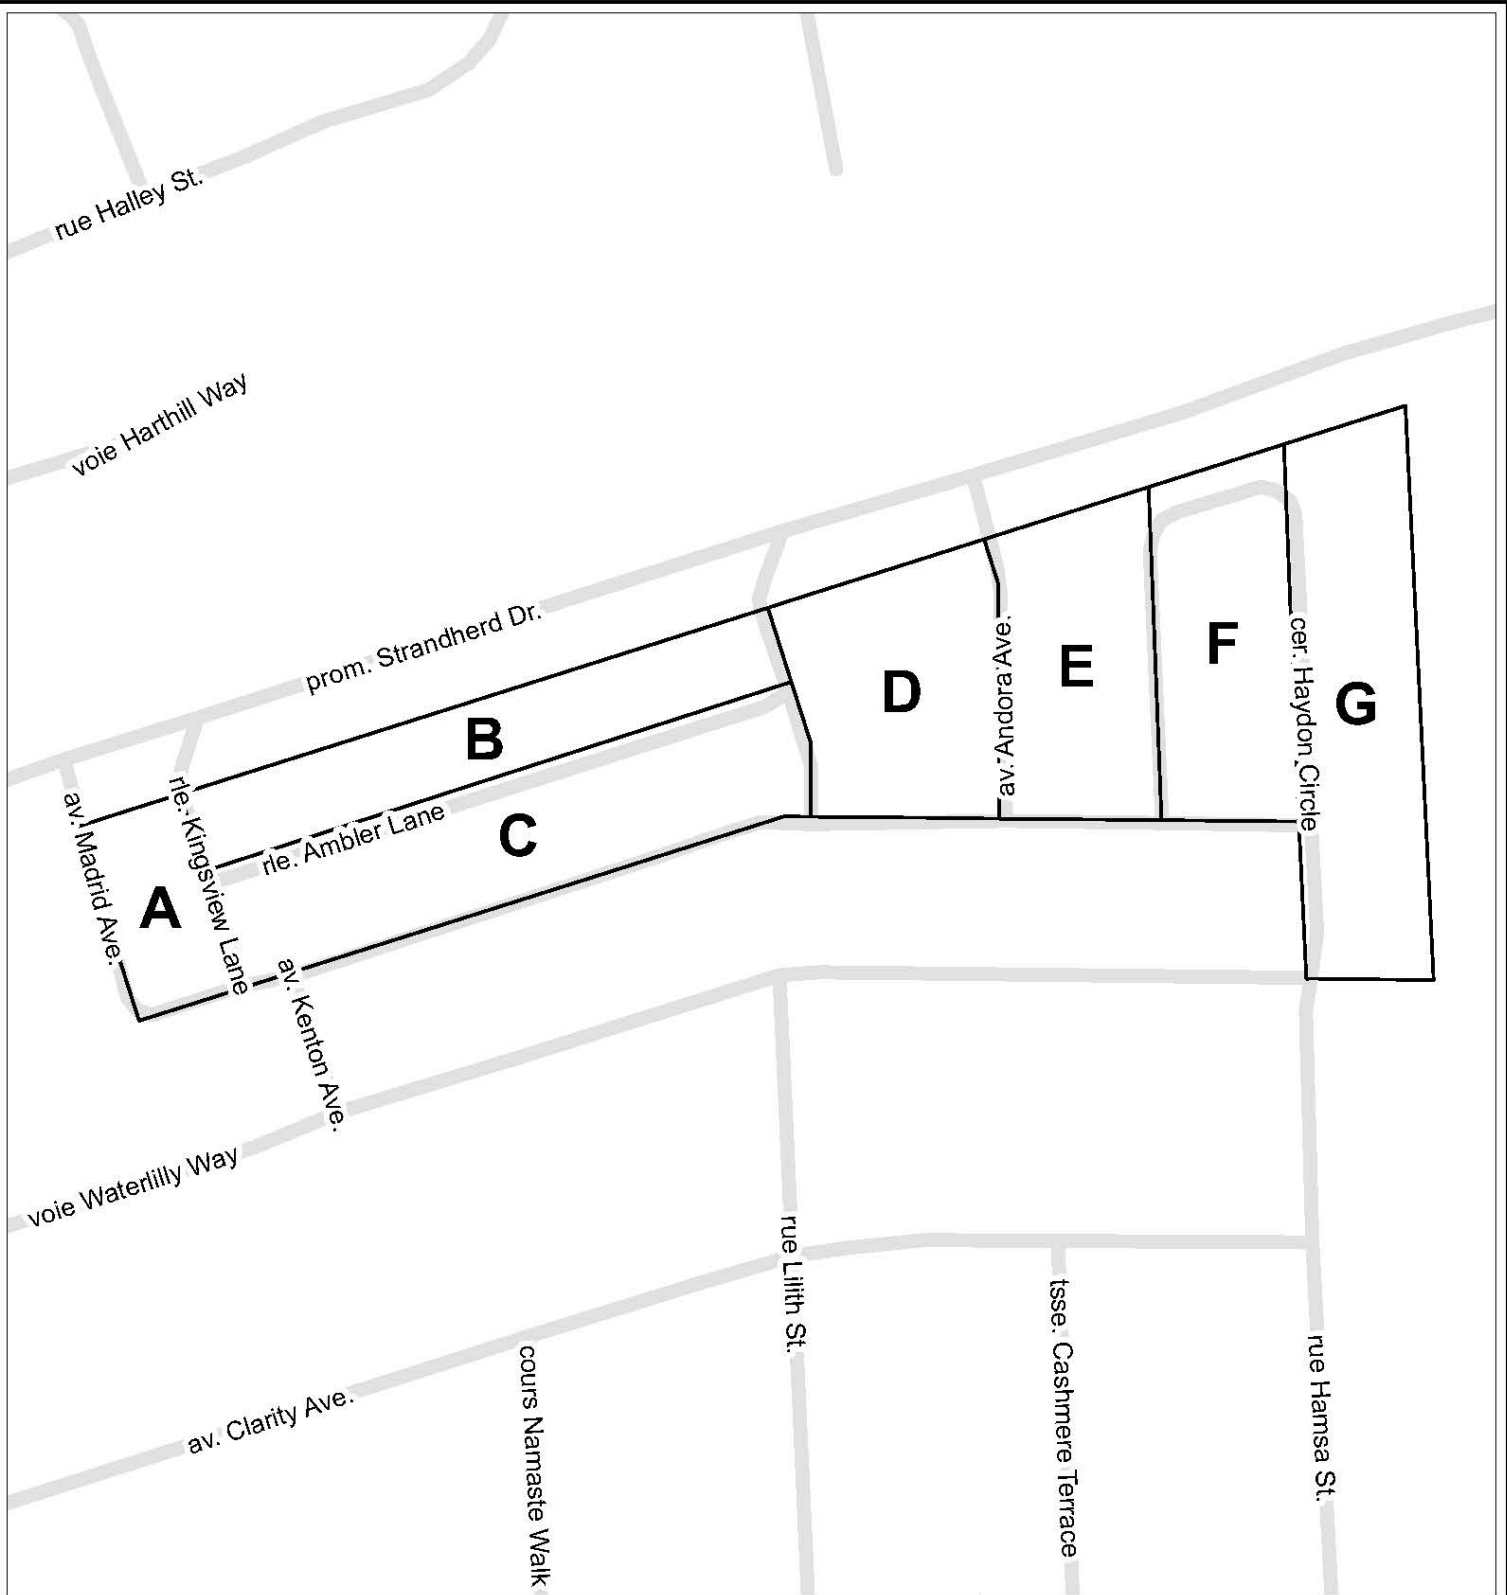 rue Halley St.
voie Harthill Way
prom. Strandherd Dr.
B
D
E
F
G
av. Andora Ave.
cer. Haydon Circle
av. Madrid Ave.
rle. Kingsview Lane
rle. Ambler Lane
C
A
av. Kenton Ave.
voie Waterlilly Way
rue Lilith St.
tsse. Cashmere Terrace
rue Hamsa St.
av. Clarity Ave.
cours Namaste Walk